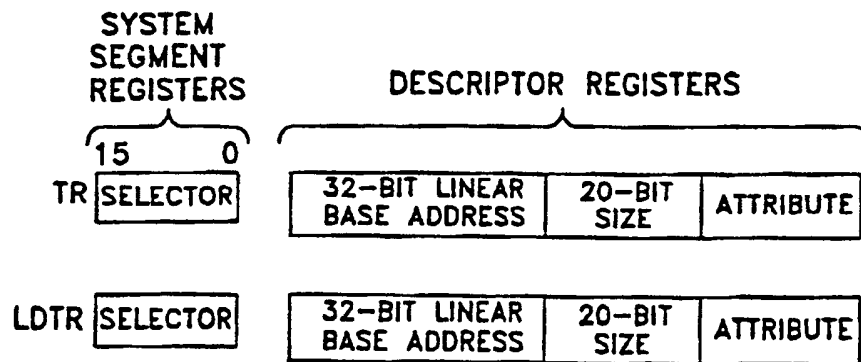 SYSTEM
SEGMENT
REGISTERS
DESCRIPTOR REGISTERS
15 0
TR SELECTOR
32-BIT LINEAR
BASE ADDRESS
20-BIT
SIZE
ATTRIBUTE
LDTR SELECTOR
32-BIT LINEAR
BASE ADDRESS
20-BIT
SIZE
ATTRIBUTE